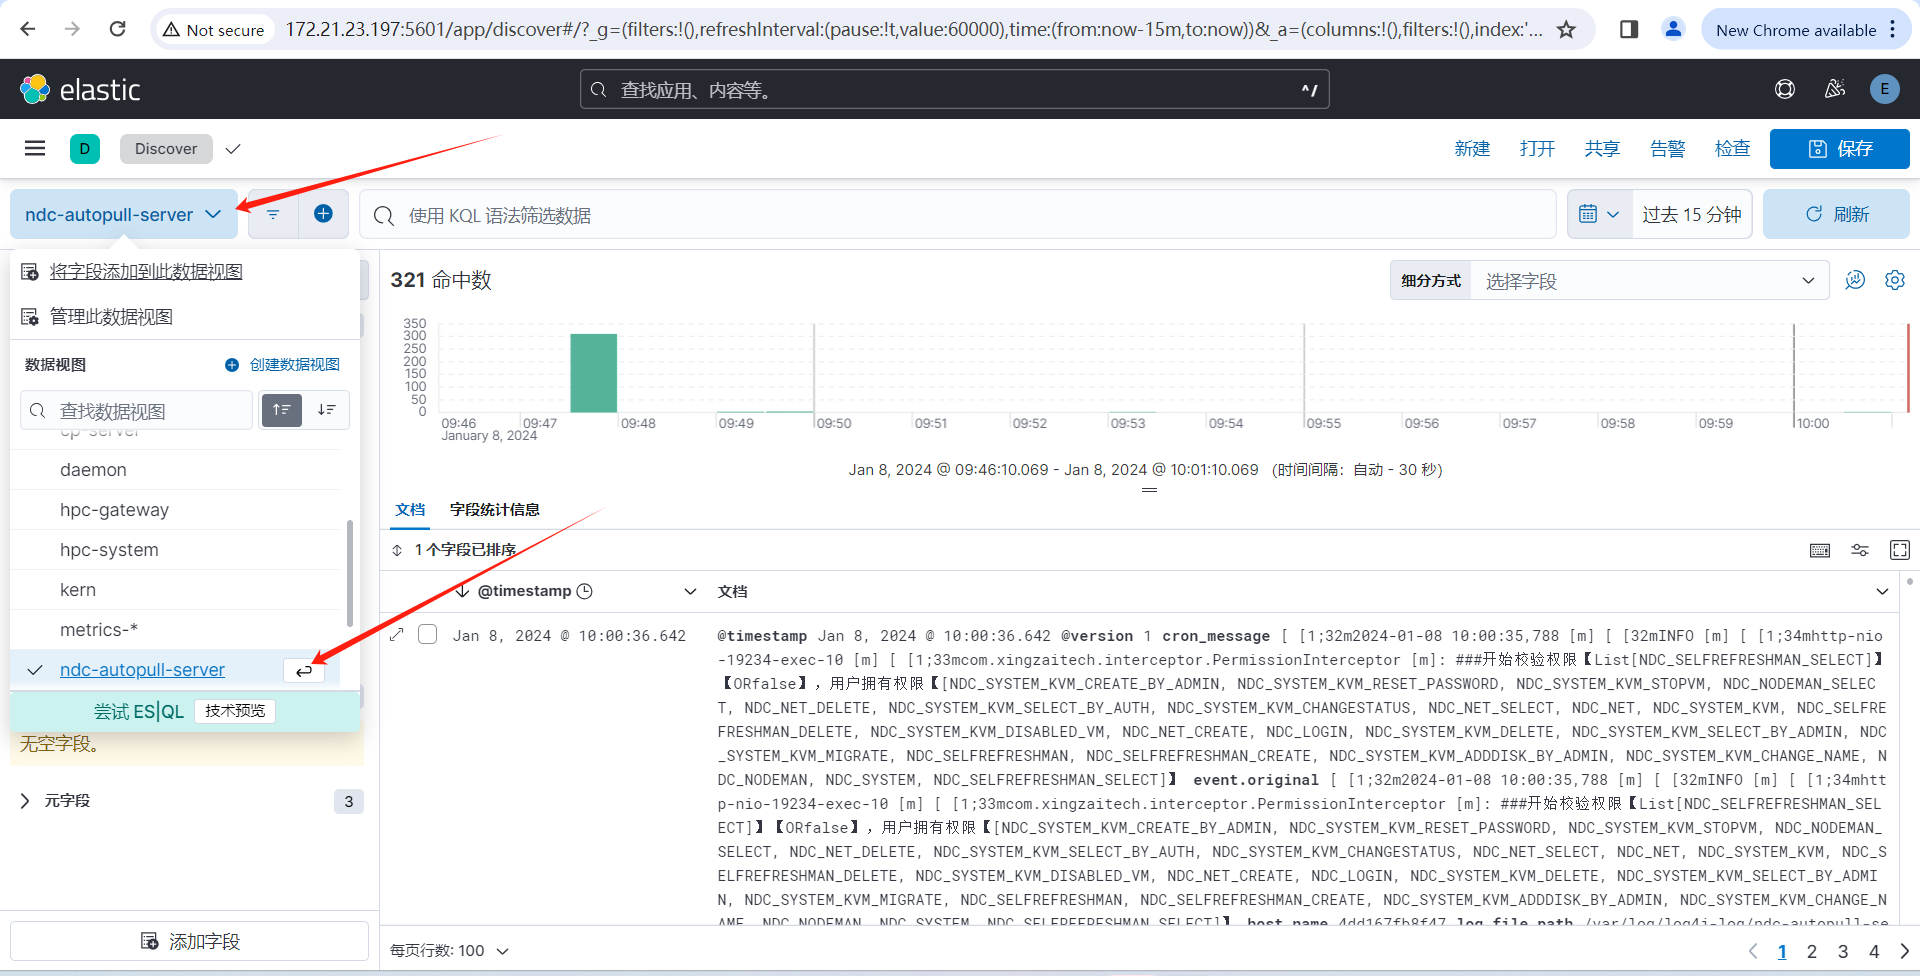 Not secure
172.21.23.197:5601/app/discover#/?_g=(filters:!(),refreshInterval:(pause:!t,value:60000),time:(from:now-15m,to:now))&_a=(columns:!(),filters:!(),index:'...
New Chrome available
elastic
查找应用、内容等。
^/
E
D
Discover
新建
打开
共享
告警
检查
保存
ndc-autopull-server
使用 KQL 语法筛选数据
过去 15 分钟
刷新
将字段添加到此数据视图
管理此数据视图
数据视图
创建数据视图
查找数据视图
cp-server
daemon
hpc-gateway
hpc-system
kern
metrics-*
ndc-autopull-server
尝试 ES|QL
技术预览
无空字段。
元字段
3
添加字段
321 命中数
细分方式
选择字段
350
300
250
200
150
100
50
0
09:46
09:47
09:48
09:49
09:50
09:51
09:52
09:53
09:54
09:55
09:56
09:57
09:58
09:59
10:00
January 8, 2024
Jan 8, 2024 @ 09:46:10.069 - Jan 8, 2024 @ 10:01:10.069 （时间间隔：自动 - 30 秒）
文档
字段统计信息
1 个字段已排序
@timestamp
文档
Jan 8, 2024 @ 10:00:36.642
@timestamp Jan 8, 2024 @ 10:00:36.642 @version 1 cron_message [ [1;32m2024-01-08 10:00:35,788 [m] [ [32mINFO [m] [ [1;34mhttp-nio
-19234-exec-10 [m] [ [1;33mcom.xingzaitech.interceptor.PermissionInterceptor [m]: ###开始校验权限【List[NDC_SELFREFRESHMAN_SELECT]】
【ORfalse】，用户拥有权限【[NDC_SYSTEM_KVM_CREATE_BY_ADMIN, NDC_SYSTEM_KVM_RESET_PASSWORD, NDC_SYSTEM_KVM_STOPVM, NDC_NODEMAN_SELEC
T, NDC_NET_DELETE, NDC_SYSTEM_KVM_SELECT_BY_AUTH, NDC_SYSTEM_KVM_CHANGESTATUS, NDC_NET_SELECT, NDC_NET, NDC_SYSTEM_KVM, NDC_SELFRE
FRESHMAN_DELETE, NDC_SYSTEM_KVM_DISABLED_VM, NDC_NET_CREATE, NDC_LOGIN, NDC_SYSTEM_KVM_DELETE, NDC_SYSTEM_KVM_SELECT_BY_ADMIN, NDC
_SYSTEM_KVM_MIGRATE, NDC_SELFREFRESHMAN, NDC_SELFREFRESHMAN_CREATE, NDC_SYSTEM_KVM_ADDDISK_BY_ADMIN, NDC_SYSTEM_KVM_CHANGE_NAME, N
DC_NODEMAN, NDC_SYSTEM, NDC_SELFREFRESHMAN_SELECT]】 event.original [ [1;32m2024-01-08 10:00:35,788 [m] [ [32mINFO [m] [ [1;34mhtt
p-nio-19234-exec-10 [m] [ [1;33mcom.xingzaitech.interceptor.PermissionInterceptor [m]: ###开始校验权限【List[NDC_SELFREFRESHMAN_SEL
ECT]】【ORfalse】，用户拥有权限【[NDC_SYSTEM_KVM_CREATE_BY_ADMIN, NDC_SYSTEM_KVM_RESET_PASSWORD, NDC_SYSTEM_KVM_STOPVM, NDC_NODEMAN_
SELECT, NDC_NET_DELETE, NDC_SYSTEM_KVM_SELECT_BY_AUTH, NDC_SYSTEM_KVM_CHANGESTATUS, NDC_NET_SELECT, NDC_NET, NDC_SYSTEM_KVM, NDC_S
ELFREFRESHMAN_DELETE, NDC_SYSTEM_KVM_DISABLED_VM, NDC_NET_CREATE, NDC_LOGIN, NDC_SYSTEM_KVM_DELETE, NDC_SYSTEM_KVM_SELECT_BY_ADMI
N, NDC_SYSTEM_KVM_MIGRATE, NDC_SELFREFRESHMAN, NDC_SELFREFRESHMAN_CREATE, NDC_SYSTEM_KVM_ADDDISK_BY_ADMIN, NDC_SYSTEM_KVM_CHANGE_N
AME, NDC_NODEMAN, NDC_SYSTEM, NDC_SELFREFRESHMAN_SELECT]】 host.name 4dd167fb8f47 log.file.path /var/log/log4j-log/ndc-autopull-se
每页行数: 100
1
2
3
4